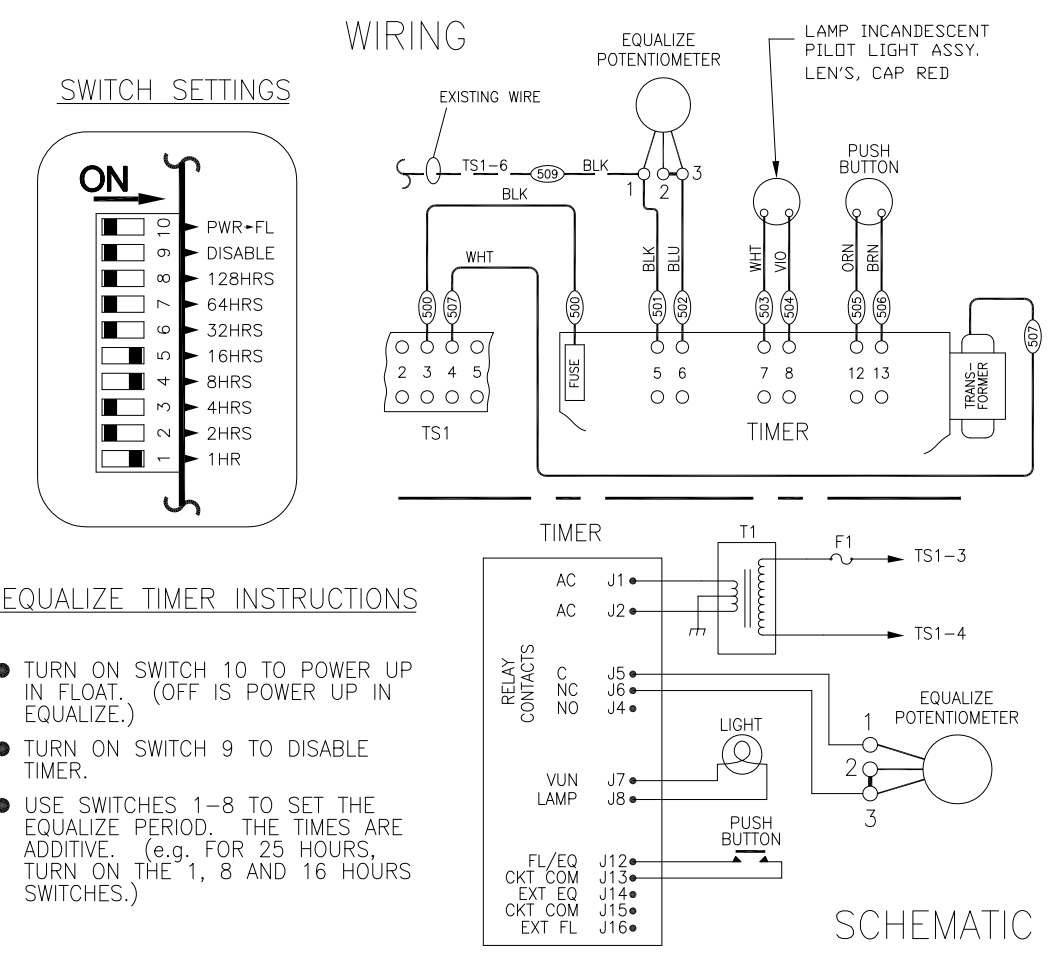 WIRING
SWITCH SETTINGS
ON
10 PWR►FL
9 DISABLE
8 128HRS
7 64HRS
6 32HRS
5 16HRS
4 8HRS
3 4HRS
2 2HRS
1 1HR
EXISTING WIRE
EQUALIZE
POTENTIOMETER
LAMP INCANDESCENT
PILOT LIGHT ASSY.
LEN'S, CAP RED
PUSH
BUTTON
TS1-6 509 BLK
1 2 3
BLK
WHT
BLK BLU WHT VIO ORN BRN
500 507 500 501 502 503 504 505 506 507
2 3 4 5
TS1
FUSE
5 6 7 8 12 13
TIMER
TRANS-
FORMER
TIMER
T1
F1
TS1-3
TS1-4
AC J1
AC J2
RELAY
CONTACTS
C J5
NC J6
NO J4
LIGHT
VUN J7
LAMP J8
PUSH
BUTTON
FL/EQ J12
CKT COM J13
EXT EQ J14
CKT COM J15
EXT FL J16
EQUALIZE
POTENTIOMETER
1
2
3
SCHEMATIC
EQUALIZE TIMER INSTRUCTIONS
● TURN ON SWITCH 10 TO POWER UP
IN FLOAT. (OFF IS POWER UP IN
EQUALIZE.)
● TURN ON SWITCH 9 TO DISABLE
TIMER.
● USE SWITCHES 1-8 TO SET THE
EQUALIZE PERIOD. THE TIMES ARE
ADDITIVE. (e.g. FOR 25 HOURS,
TURN ON THE 1, 8 AND 16 HOURS
SWITCHES.)